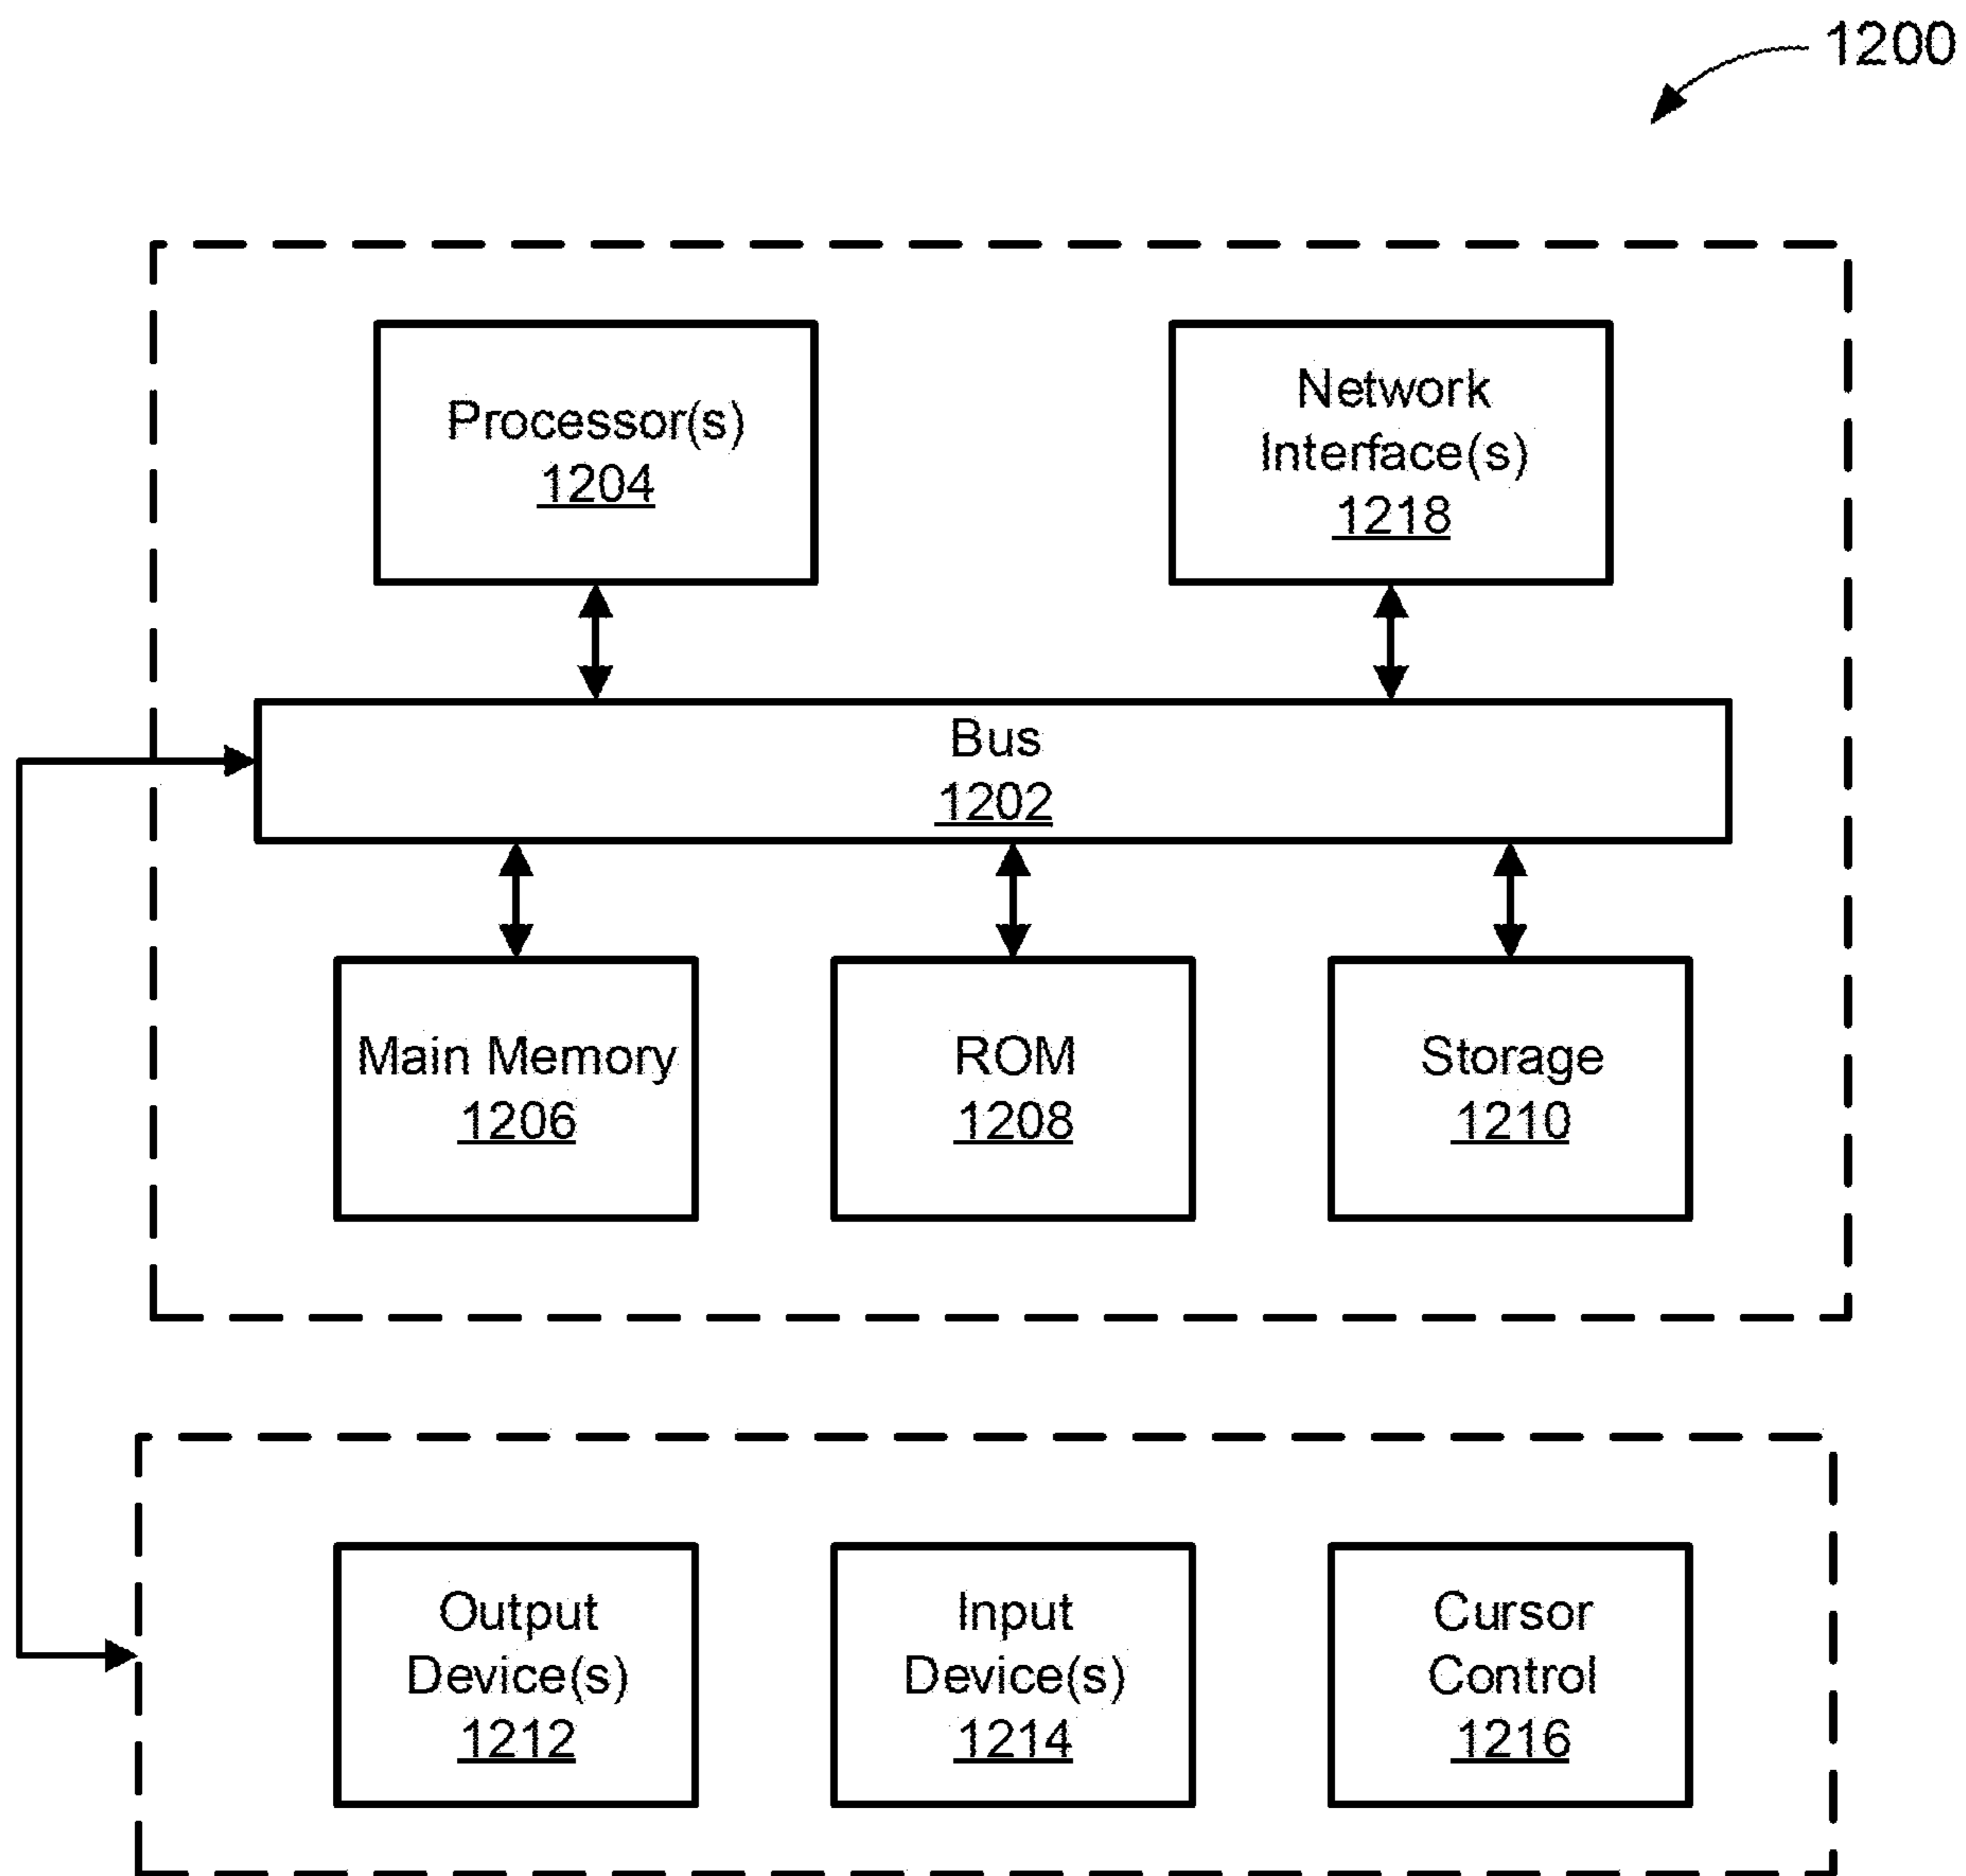 1200
Processor(s)
1204
Network
Interface(s)
1218
Bus
1202
Main Memory
1206
ROM
1208
Storage
1210
Output
Device(s)
1212
Input
Device(s)
1214
Cursor
Control
1216